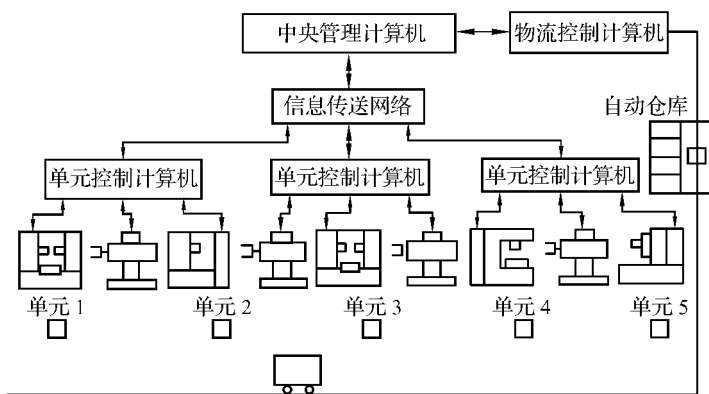 中央管理计算机
物流控制计算机
信息传送网络
自动仓库
单元控制计算机
单元控制计算机
单元控制计算机
单元 1
单元 2
单元 3
单元 4
单元 5